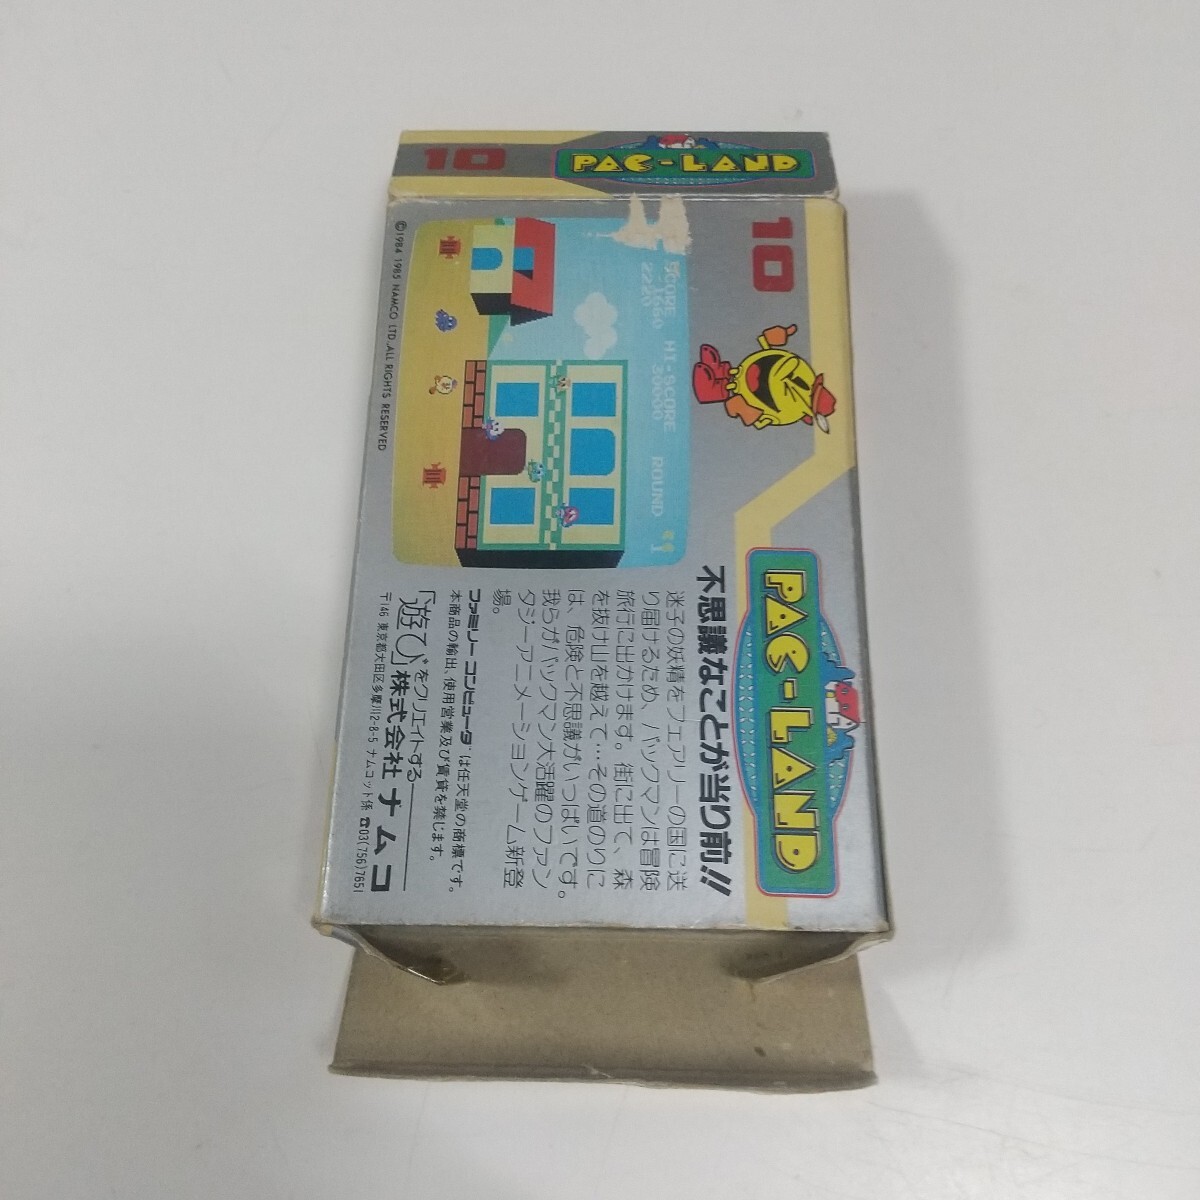 10
PAC-LAND
10
PAC-LAND
不思議なことが当り前!!
迷子の妖精をフェアリーの国に送
り届けるため、パックマンは冒険
旅行に出かけます。街に出て、森
を抜け山を越えて…その道のりに
は、危険と不思議がいっぱいです。
我らがパックマン大活躍のファン
タジーアニメーションゲーム新登
場。
SCORE HI-SCORE ROUND
1660 30000 1
2220
©1984 1985 NAMCO LTD.,ALL RIGHTS RESERVED
ファミリーコンピュータ は任天堂の商標です。
本商品の輸出、使用営業及び賃貸を禁じます。
「遊び」をクリエイトする
株式会社ナムコ
〒146 東京都大田区多摩川2-8-5 ナムコット係 ☎03(756)7651